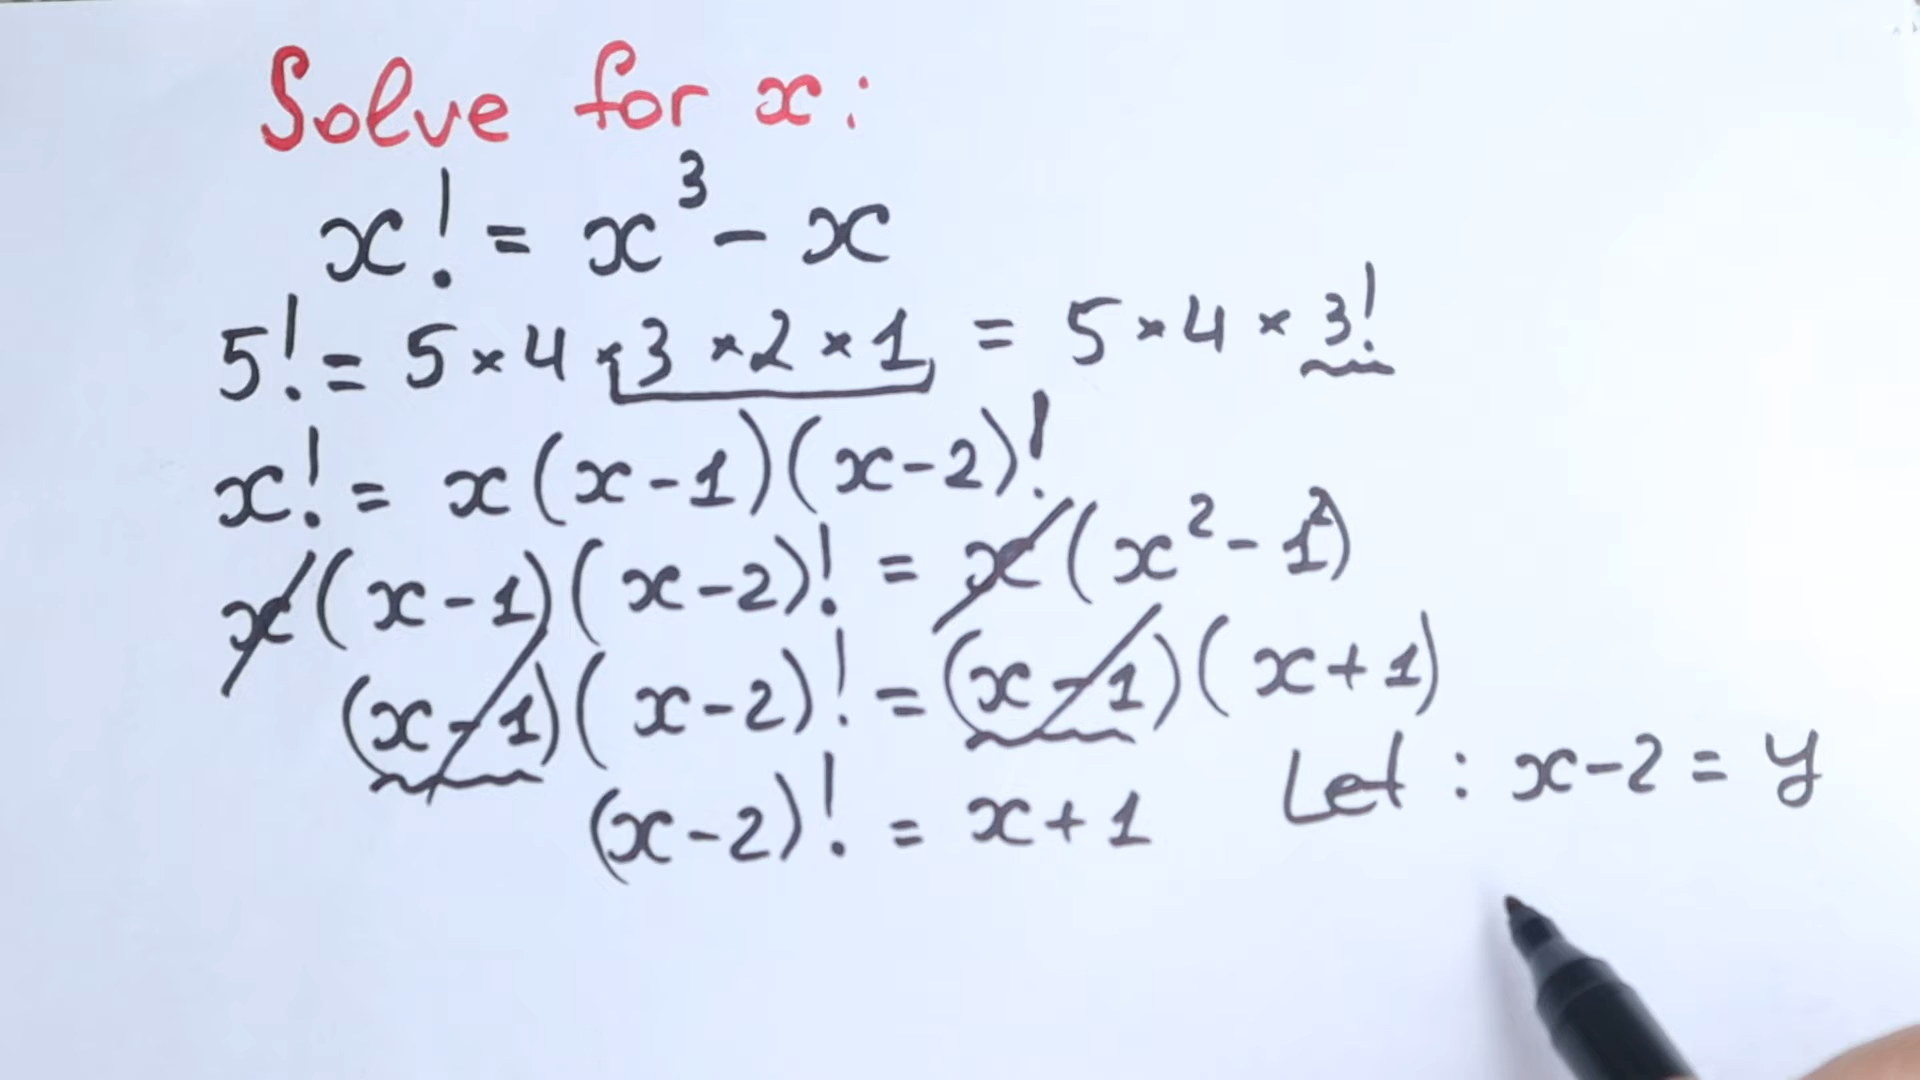 Solve for x:
x! = x³ - x
5! = 5 × 4 × 3 × 2 × 1 = 5 × 4 × 3!
x! = x(x-1)(x-2)!
x(x-1)(x-2)! = x(x² - 1²)
(x-1)(x-2)! = (x-1)(x+1)
(x-2)! = x+1 Let : x-2 = y